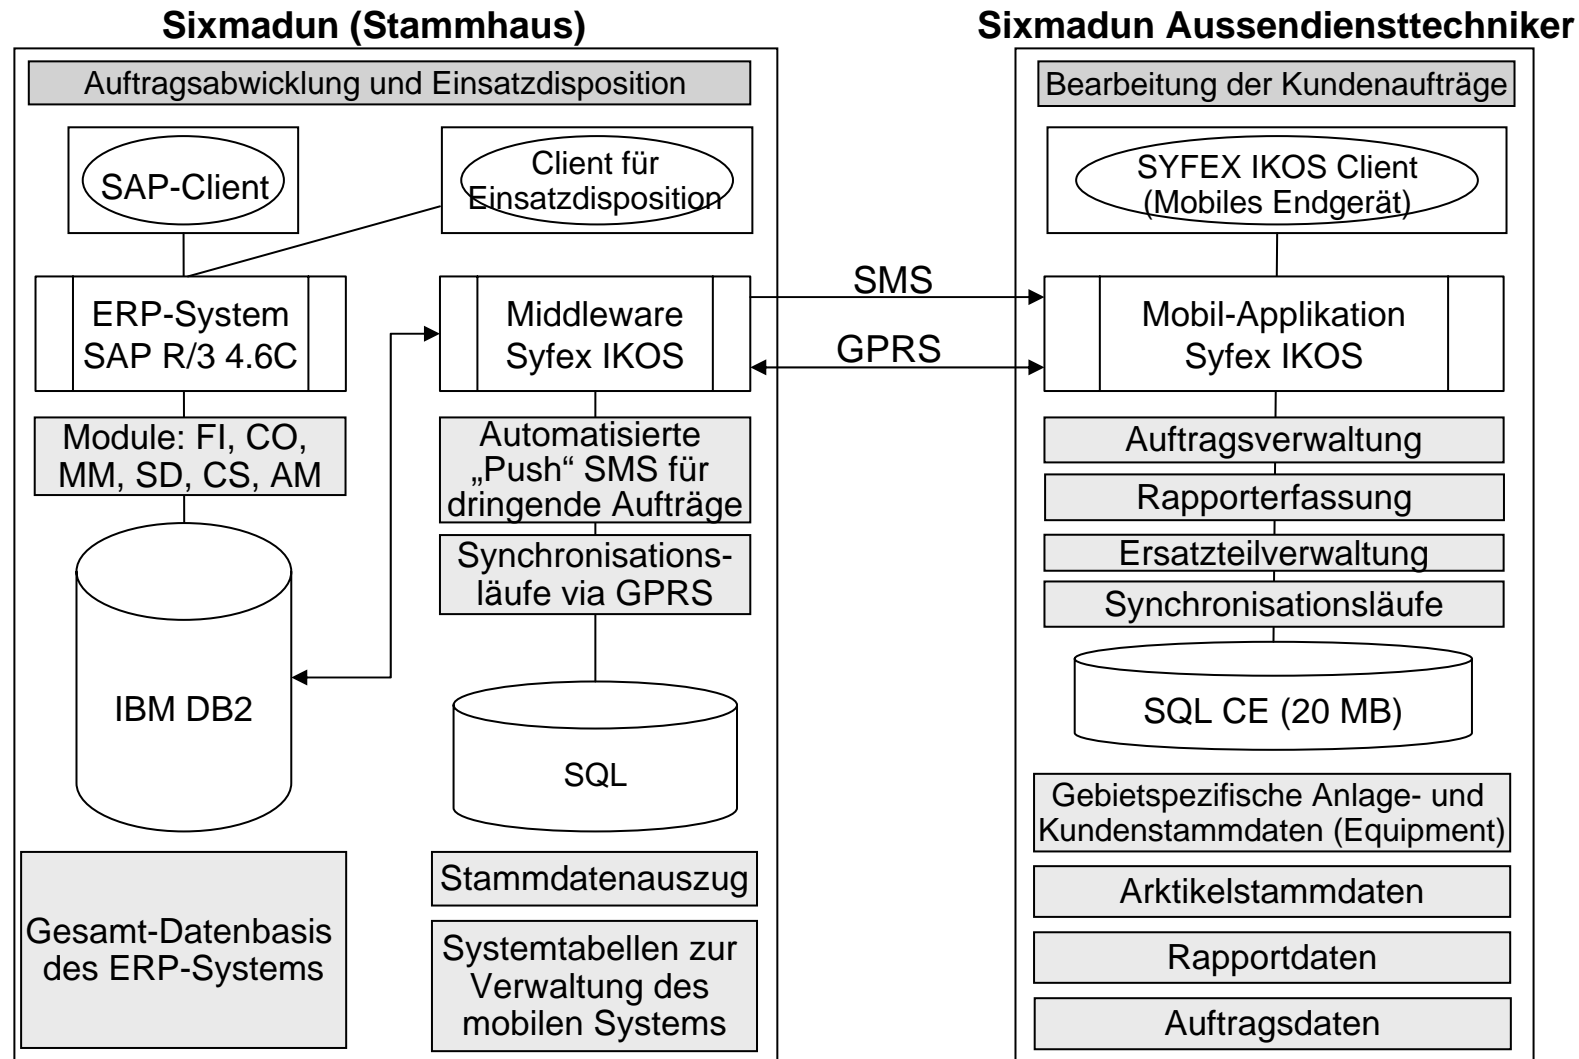 Sixmadun (Stammhaus)
Auftragsabwicklung und Einsatzdisposition
SAP-Client
Client für
Einsatzdisposition
ERP-System
SAP R/3 4.6C
Middleware
Syfex IKOS
Module: FI, CO,
MM, SD, CS, AM
Automatisierte
„Push“ SMS für
dringende Aufträge
Synchronisations-
läufe via GPRS
IBM DB2
SQL
Gesamt-Datenbasis
des ERP-Systems
Stammdatenauszug
Systemtabellen zur
Verwaltung des
mobilen Systems
SMS
GPRS
Sixmadun Aussendiensttechniker
Bearbeitung der Kundenaufträge
SYFEX IKOS Client
(Mobiles Endgerät)
Mobil-Applikation
Syfex IKOS
Auftragsverwaltung
Rapporterfassung
Ersatzteilverwaltung
Synchronisationsläufe
SQL CE (20 MB)
Gebietspezifische Anlage- und
Kundenstammdaten (Equipment)
Arktikelstammdaten
Rapportdaten
Auftragsdaten